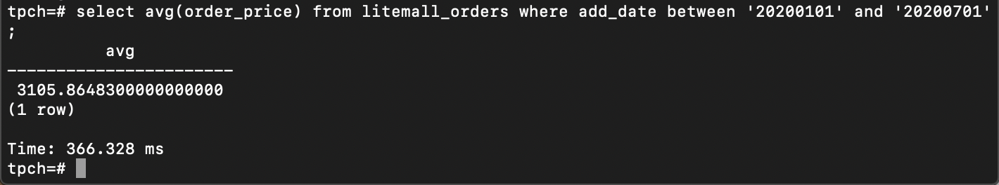 tpch=# select avg(order_price) from litemall_orders where add_date between '20200101' and '20200701'
;
          avg
-----------------------
 3105.8648300000000000
(1 row)

Time: 366.328 ms
tpch=#